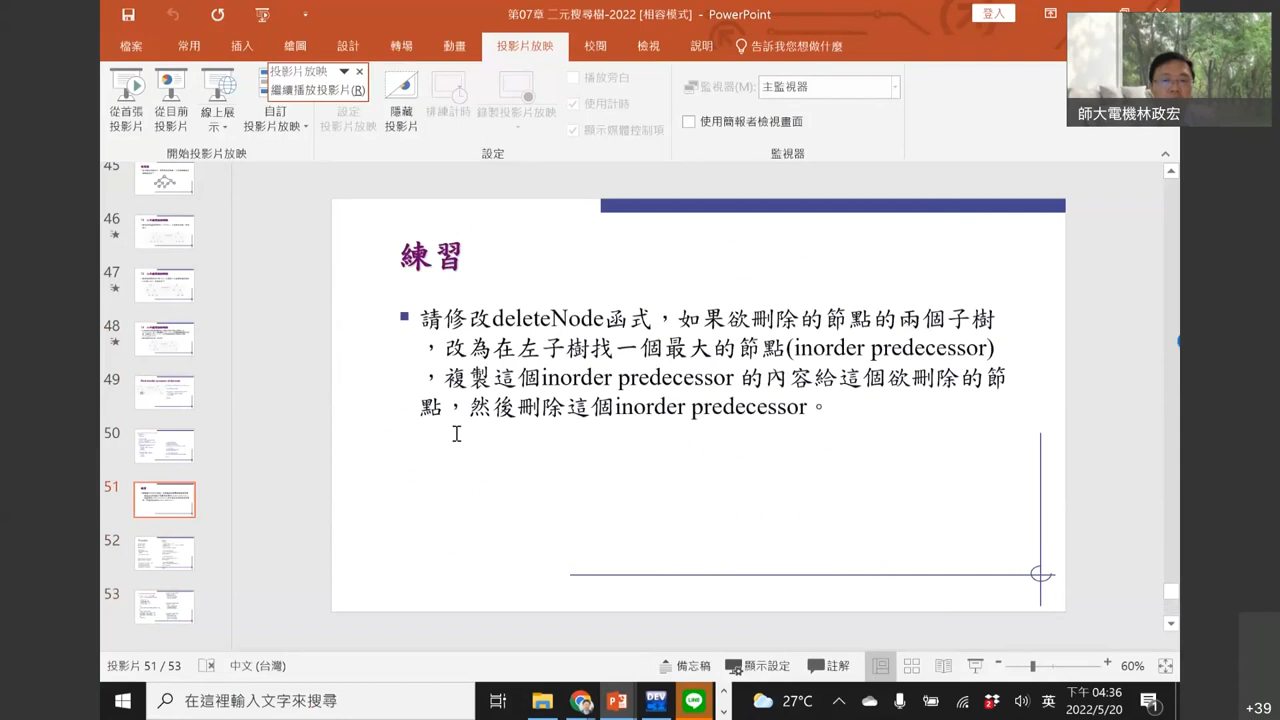 第07章 二元搜尋樹-2022 [相容模式] - PowerPoint
登入
檔案
常用
插入
繪圖
設計
轉場
動畫
投影片放映
校閱
檢視
說明
告訴我您想做什麼
投影片放映
繼續播放投影片(R)
從首張
投影片
從目前
投影片
線上展
示
自訂
投影片放映
設定
投影片放映
隱藏
投影片
排練計時
錄製投影片放映
播放旁白
使用計時
顯示媒體控制項
監視器(M):
主監視器
使用簡報者檢視畫面
開始投影片放映
設定
監視器
師大電機林政宏
45
46
47
48
49
50
51
52
53
練習
請修改deleteNode函式，如果欲刪除的節點的兩個子樹
，改為在左子樹找一個最大的節點(inorder predecessor)
，複製這個inorder predecessor 的內容給這個欲刪除的節
點，然後刪除這個inorder predecessor。
投影片 51 / 53
中文 (台灣)
備忘稿
顯示設定
註解
60%
在這裡輸入文字來搜尋
DEV
LINE
27°C
英
下午 04:36
2022/5/20
1
+39